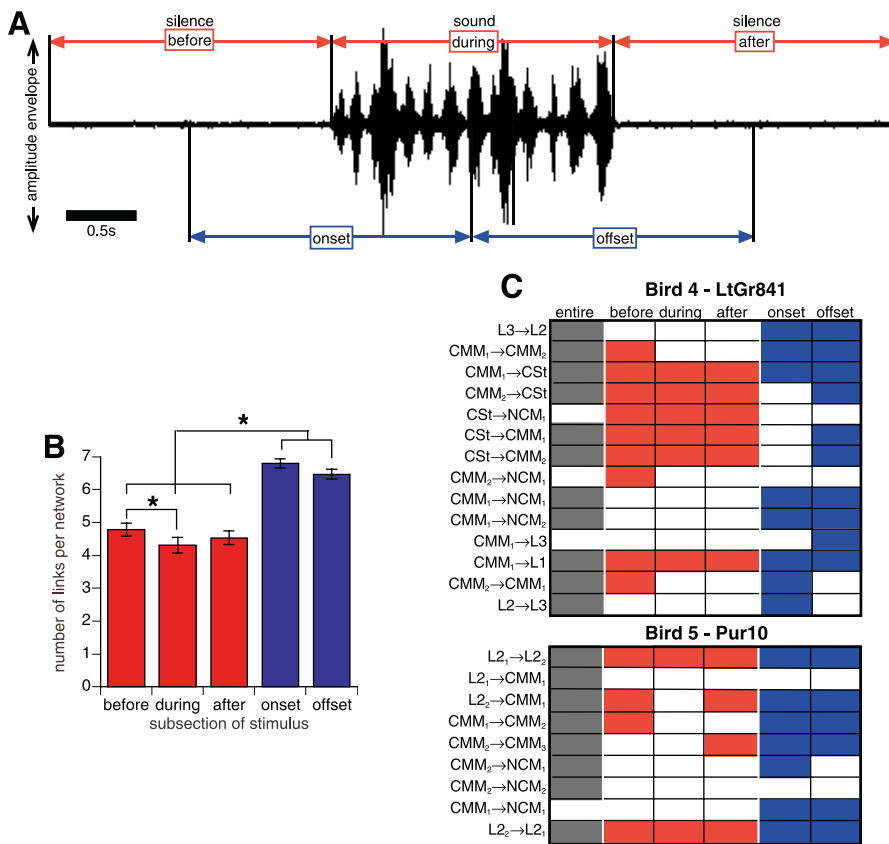 A
silence sound silence
before during after
amplitude envelope
0.5s
onset offset
B
number of links per network
7
6
5
4
3
2
1
0
*
*
before during after onset offset
subsection of stimulus
C
Bird 4 - LtGr841
entire before during after onset offset
L3→L2
CMM₁→CMM₂
CMM₁→CSt
CMM₂→CSt
CSt→NCM₁
CSt→CMM₁
CSt→CMM₂
CMM₂→NCM₁
CMM₁→NCM₁
CMM₁→NCM₂
CMM₁→L3
CMM₁→L1
CMM₂→CMM₁
L2→L3
Bird 5 - Pur10
L2₁→L2₂
L2₁→CMM₁
L2₂→CMM₁
CMM₁→CMM₂
CMM₂→CMM₃
CMM₂→NCM₁
CMM₂→NCM₂
CMM₁→NCM₁
L2₂→L2₁